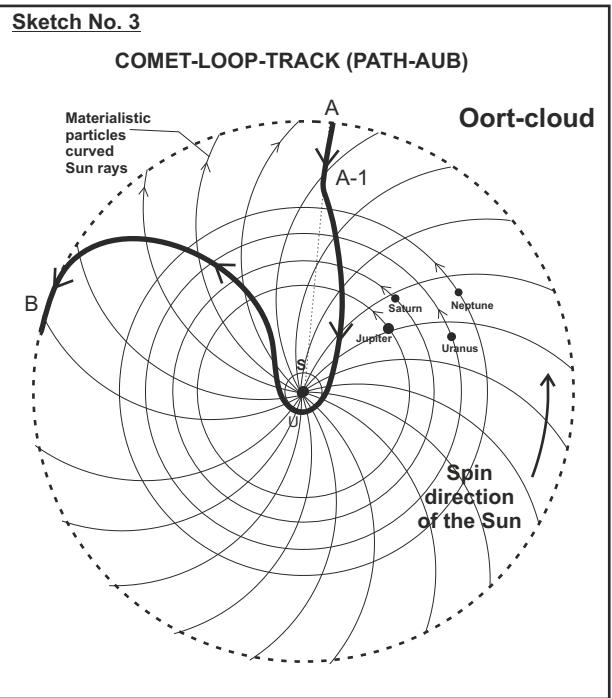 Sketch No. 3
COMET-LOOP-TRACK (PATH-AUB)
Materialistic
particles
curved
Sun rays
A
Oort-cloud
A-1
B
Saturn
Neptune
Jupiter
Uranus
S
U
Spin
direction
of the Sun